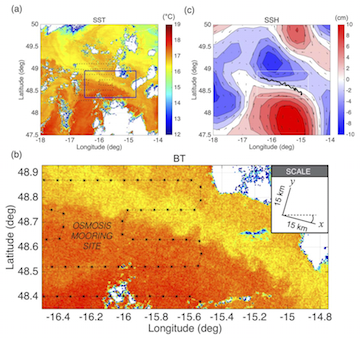 (a) SST (°C)
50
49.5
49
48.5
48
47.5
Latitude (deg)
-18 -17 -16 -15 -14
Longitude (deg)
19
18
17
16
15
14
13
12
(c) SSH (cm)
50
49.5
49
48.5
48
47.5
Latitude (deg)
-18 -17 -16 -15 -14
Longitude (deg)
10
8
6
4
2
0
-2
-4
-6
-8
-10
(b) BT
48.9
48.8
48.7
48.6
48.5
48.4
Latitude (deg)
OSMOSIS
MOORING
SITE
SCALE
15 km
y
15 km
x
-16.4 -16.2 -16 -15.8 -15.6 -15.4 -15.2 -15 -14.8
Longitude (deg)